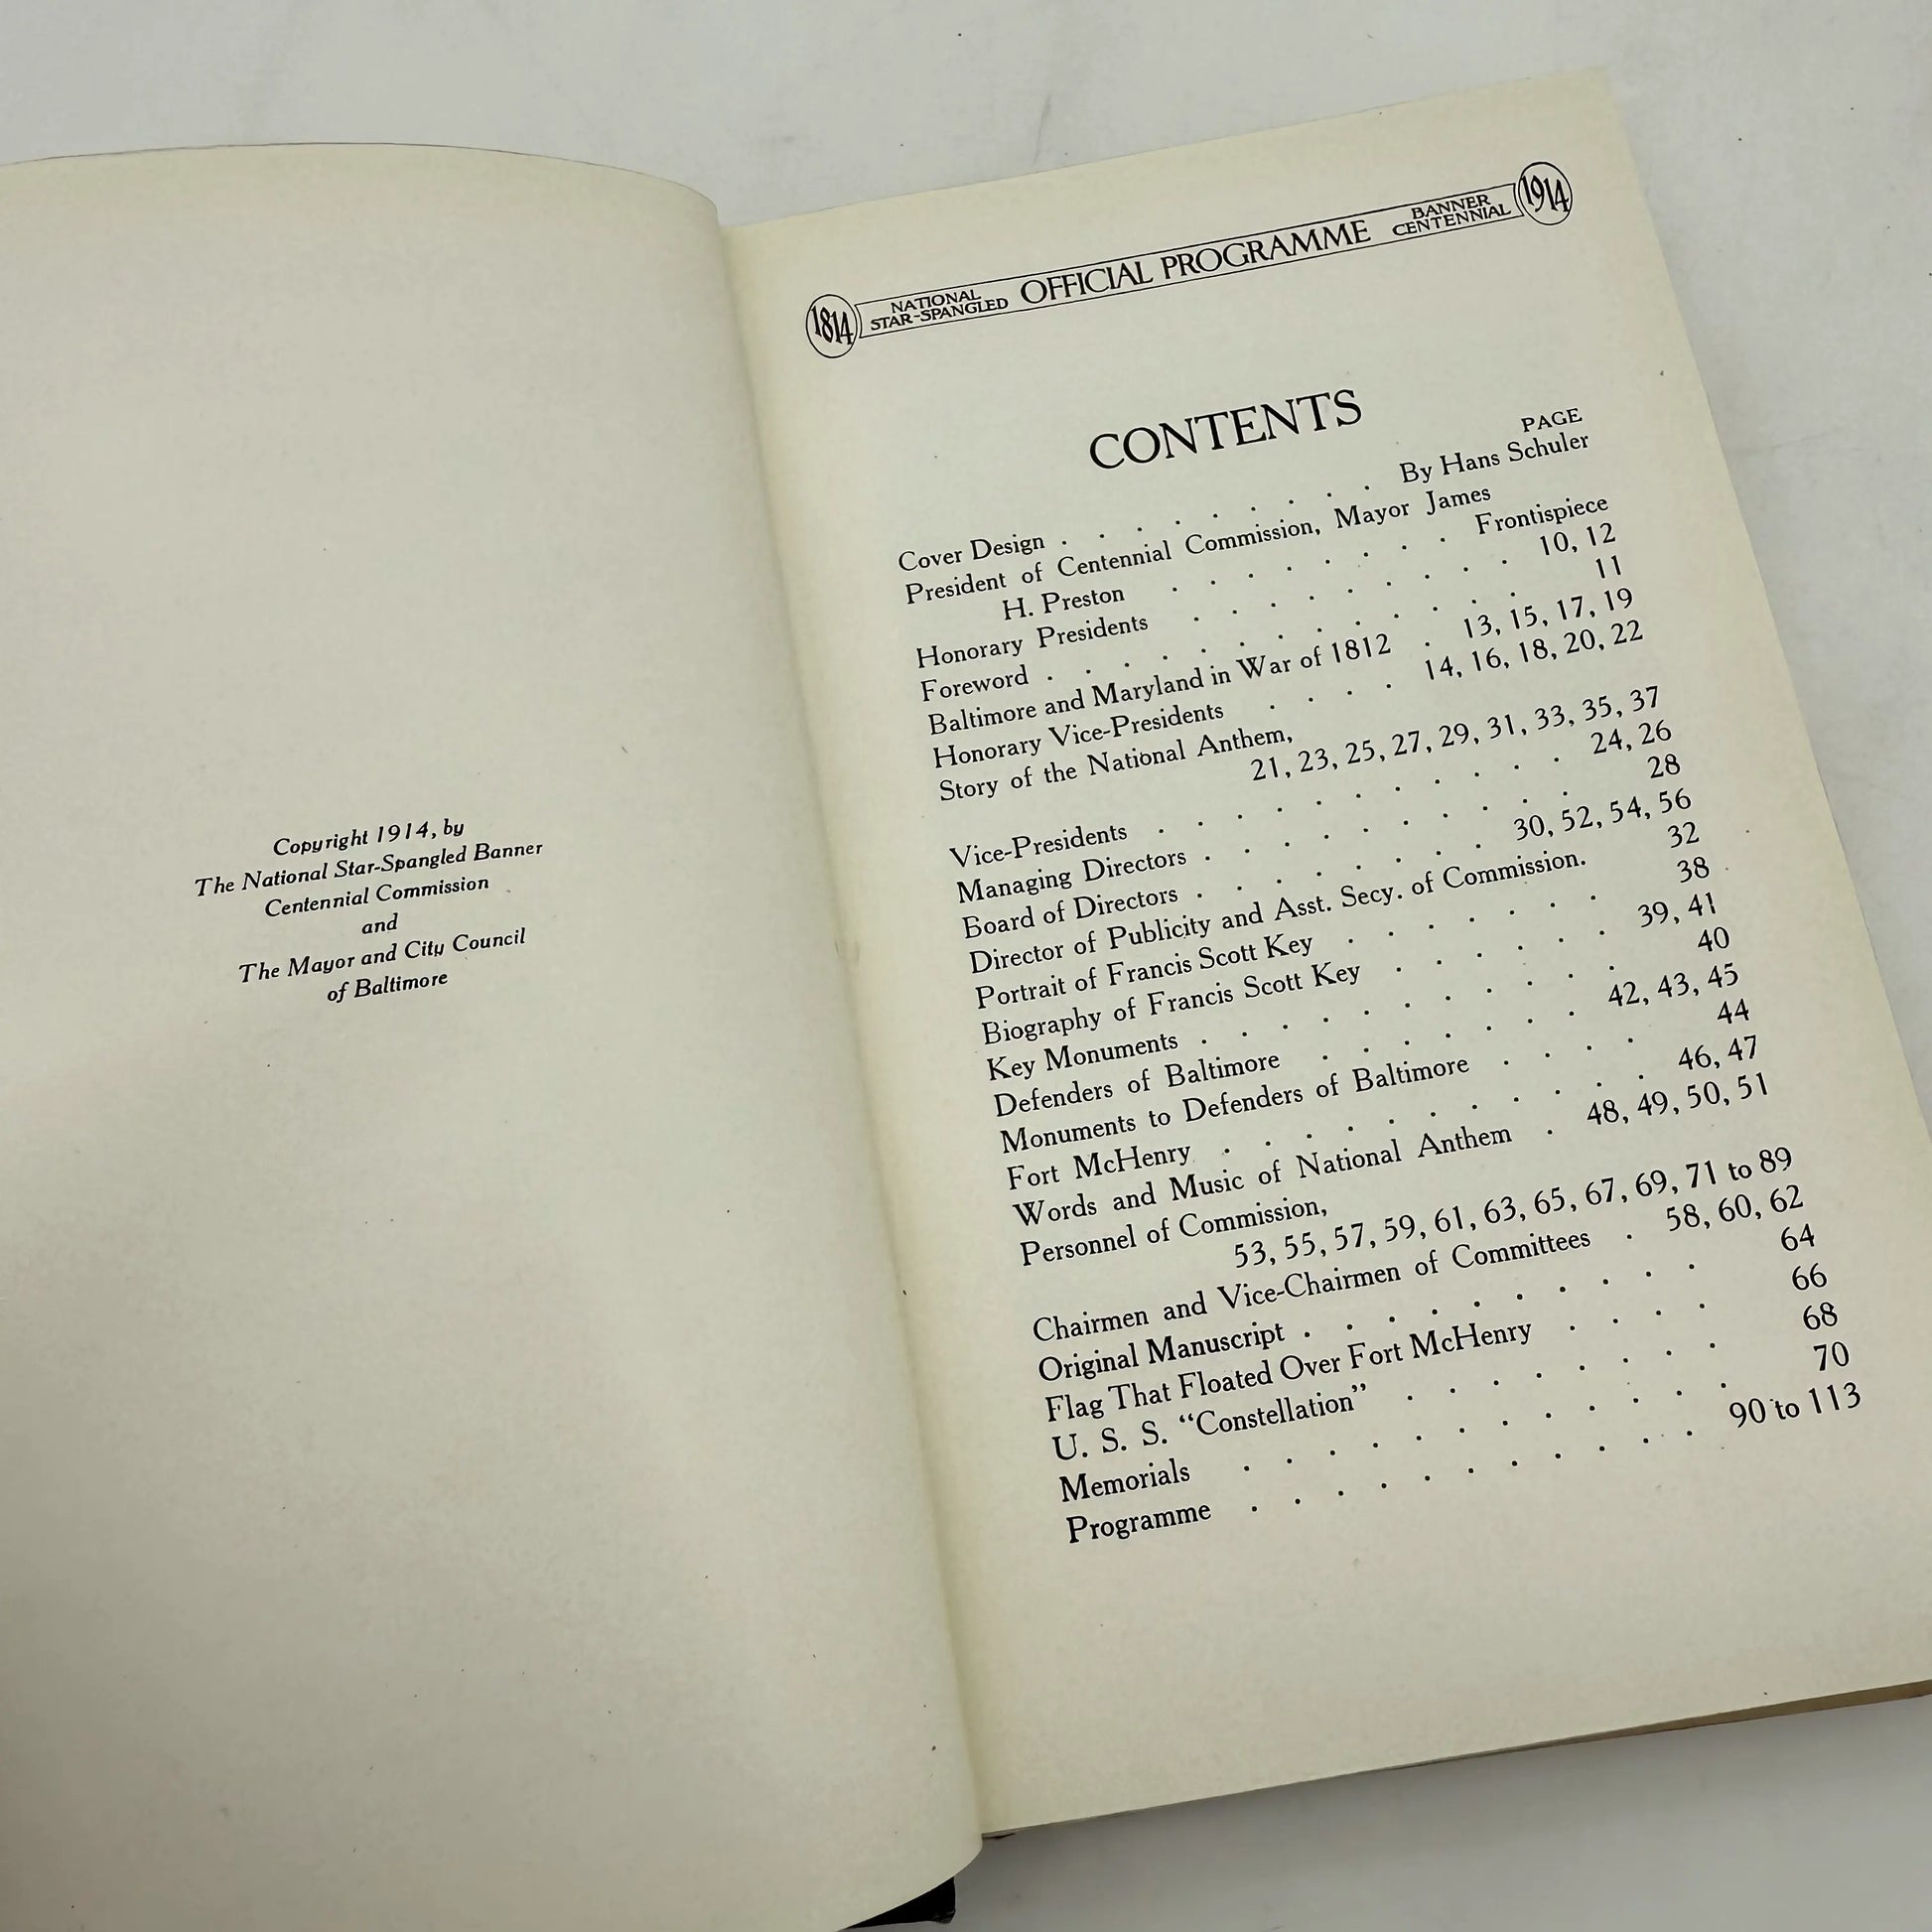 Copyright 1914, by
The National Star-Spangled Banner
Centennial Commission
and
The Mayor and City Council
of Baltimore
1814 NATIONAL STAR-SPANGLED OFFICIAL PROGRAMME BANNER CENTENNIAL 1914
CONTENTS
PAGE
Cover Design . . . . . . . . . By Hans Schuler
President of Centennial Commission, Mayor James
H. Preston . . . . . . . . Frontispiece
Honorary Presidents . . . . . . . . . 10, 12
Foreword . . . . . . . . . . . . . 11
Baltimore and Maryland in War of 1812 . 13, 15, 17, 19
Honorary Vice-Presidents . . . . 14, 16, 18, 20, 22
Story of the National Anthem,
21, 23, 25, 27, 29, 31, 33, 35, 37
Vice-Presidents . . . . . . . . . . . 24, 26
Managing Directors . . . . . . . . . . 28
Board of Directors . . . . . . . . 30, 52, 54, 56
Director of Publicity and Asst. Secy. of Commission. 32
Portrait of Francis Scott Key . . . . . . . 38
Biography of Francis Scott Key . . . . . . 39, 41
Key Monuments . . . . . . . . . . . 40
Defenders of Baltimore . . . . . . . 42, 43, 45
Monuments to Defenders of Baltimore . . . . 44
Fort McHenry . . . . . . . . . . . 46, 47
Words and Music of National Anthem . 48, 49, 50, 51
Personnel of Commission,
53, 55, 57, 59, 61, 63, 65, 67, 69, 71 to 89
Chairmen and Vice-Chairmen of Committees . 58, 60, 62
Original Manuscript . . . . . . . . . . 64
Flag That Floated Over Fort McHenry . . . . 66
U. S. S. “Constellation” . . . . . . . . 68
Memorials . . . . . . . . . . . . 70
Programme . . . . . . . . . . . 90 to 113